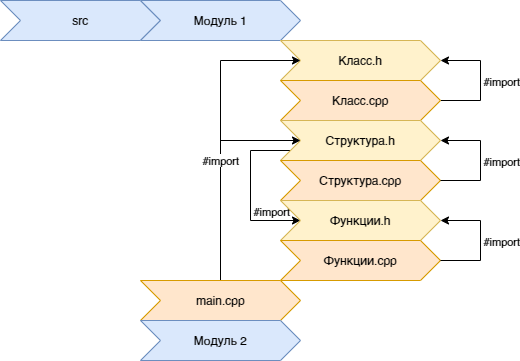 src
Модуль 1
Класс.h
#import
Класс.cpp
Структура.h
#import
#import
Структура.cpp
#import
Функции.h
#import
Функции.cpp
main.cpp
Модуль 2